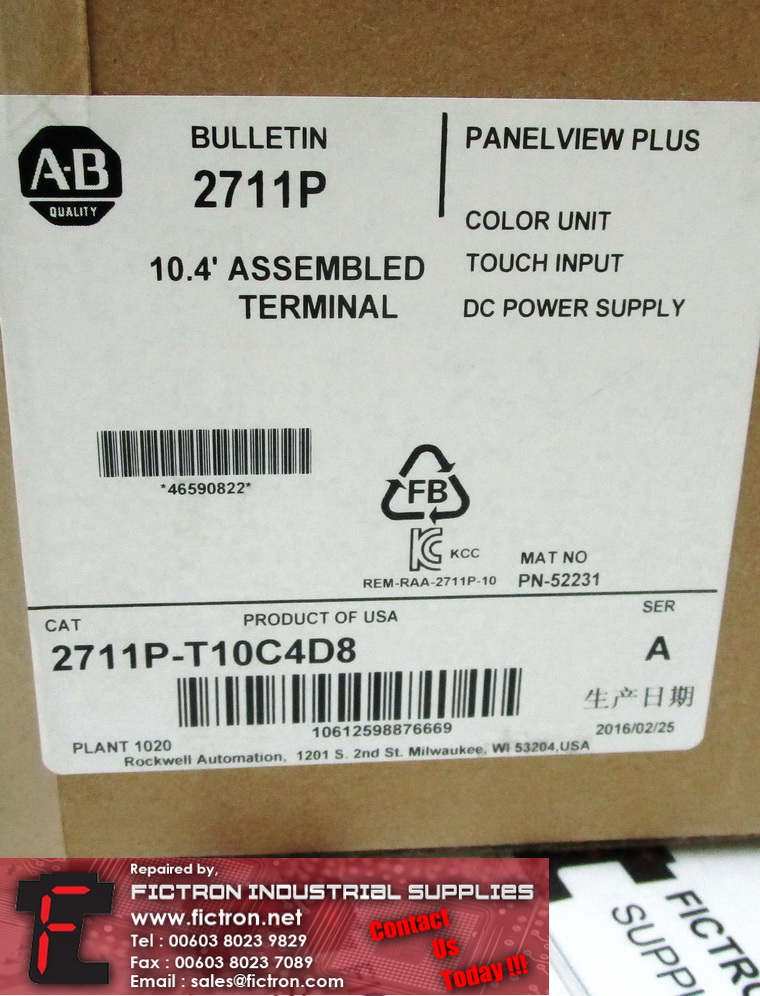 A·B
QUALITY
BULLETIN
2711P
10.4' ASSEMBLED
TERMINAL
PANELVIEW PLUS
COLOR UNIT
TOUCH INPUT
DC POWER SUPPLY
*46590822*
FB
KCC
REM-RAA-2711P-10
MAT NO
PN-52231
CAT
PRODUCT OF USA
SER
2711P-T10C4D8
A
10612598876669
生产日期
2016/02/25
PLANT 1020
Rockwell Automation, 1201 S. 2nd St. Milwaukee, WI 53204,USA
Repaired by,
FICTRON INDUSTRIAL SUPPLIES
www.fictron.net
Tel : 00603 8023 9829
Fax : 00603 8023 7089
Email : sales@fictron.com
Contact
Us
Today !!!
FICTR
SUPPL